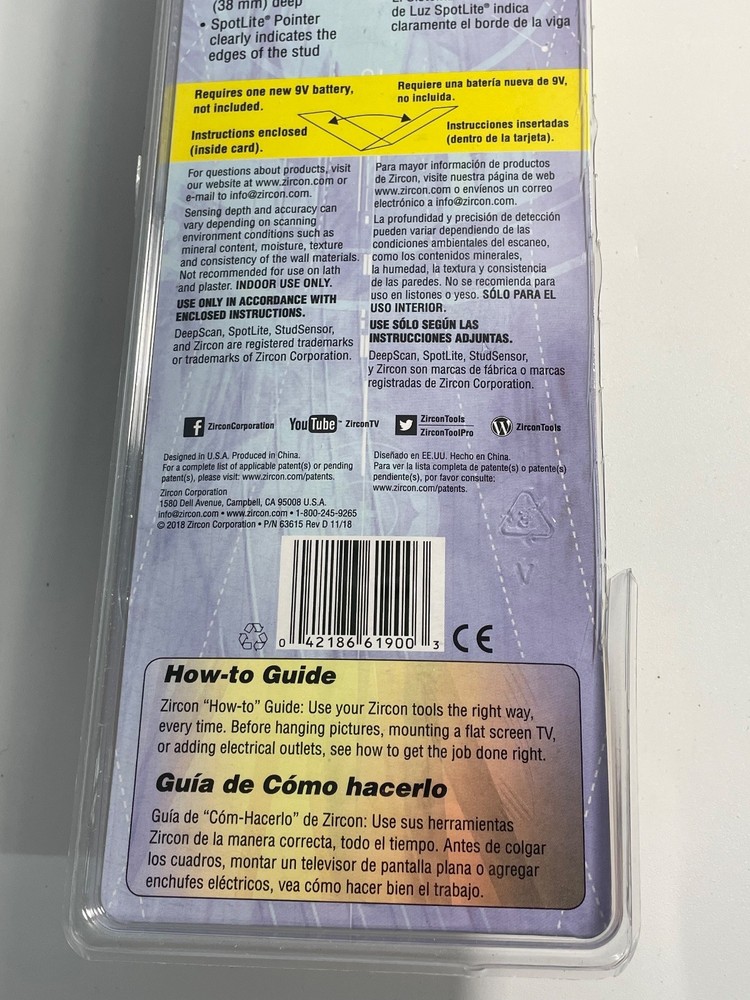 (38 mm) deep
• SpotLite® Pointer
clearly indicates the
edges of the stud
de Luz SpotLite® indica
claramente el borde de la viga
Requires one new 9V battery,
not included.
Instructions enclosed
(inside card).
Requiere una batería nueva de 9V,
no incluida.
Instrucciones insertadas
(dentro de la tarjeta).
For questions about products, visit
our website at www.zircon.com or
e-mail to info@zircon.com.
Sensing depth and accuracy can
vary depending on scanning
environment conditions such as
mineral content, moisture, texture
and consistency of the wall materials.
Not recommended for use on lath
and plaster. INDOOR USE ONLY.
USE ONLY IN ACCORDANCE WITH
ENCLOSED INSTRUCTIONS.
DeepScan, SpotLite, StudSensor,
and Zircon are registered trademarks
or trademarks of Zircon Corporation.
Para mayor información de productos
de Zircon, visite nuestra página de web
www.zircon.com o envíenos un correo
electrónico a info@zircon.com.
La profundidad y precisión de detección
pueden variar dependiendo de las
condiciones ambientales del escaneo,
como los contenidos minerales,
la humedad, la textura y consistencia
de las paredes. No se recomienda para
uso en listones o yeso. SÓLO PARA EL
USO INTERIOR.
USE SÓLO SEGÚN LAS
INSTRUCCIONES ADJUNTAS.
DeepScan, SpotLite, StudSensor,
y Zircon son marcas de fábrica o marcas
registradas de Zircon Corporation.
f ZirconCorporation
YouTube™ ZirconTV
ZirconTools
ZirconToolPro
ZirconTools
Designed in U.S.A. Produced in China.
For a complete list of applicable patent(s) or pending
patent(s), please visit: www.zircon.com/patents.
Zircon Corporation
1580 Dell Avenue, Campbell, CA 95008 U.S.A.
info@zircon.com • www.zircon.com • 1-800-245-9265
© 2018 Zircon Corporation • P/N 63615 Rev D 11/18
Diseñado en EE.UU. Hecho en China.
Para ver la lista completa de patente(s) o patente(s)
pendiente(s), por favor consulte:
www.zircon.com/patents.
V
0 42186 61900 3
CE
How-to Guide
Zircon “How-to” Guide: Use your Zircon tools the right way,
every time. Before hanging pictures, mounting a flat screen TV,
or adding electrical outlets, see how to get the job done right.
Guía de Cómo hacerlo
Guía de “Cóm-Hacerlo” de Zircon: Use sus herramientas
Zircon de la manera correcta, todo el tiempo. Antes de colgar
los cuadros, montar un televisor de pantalla plana o agregar
enchufes eléctricos, vea cómo hacer bien el trabajo.